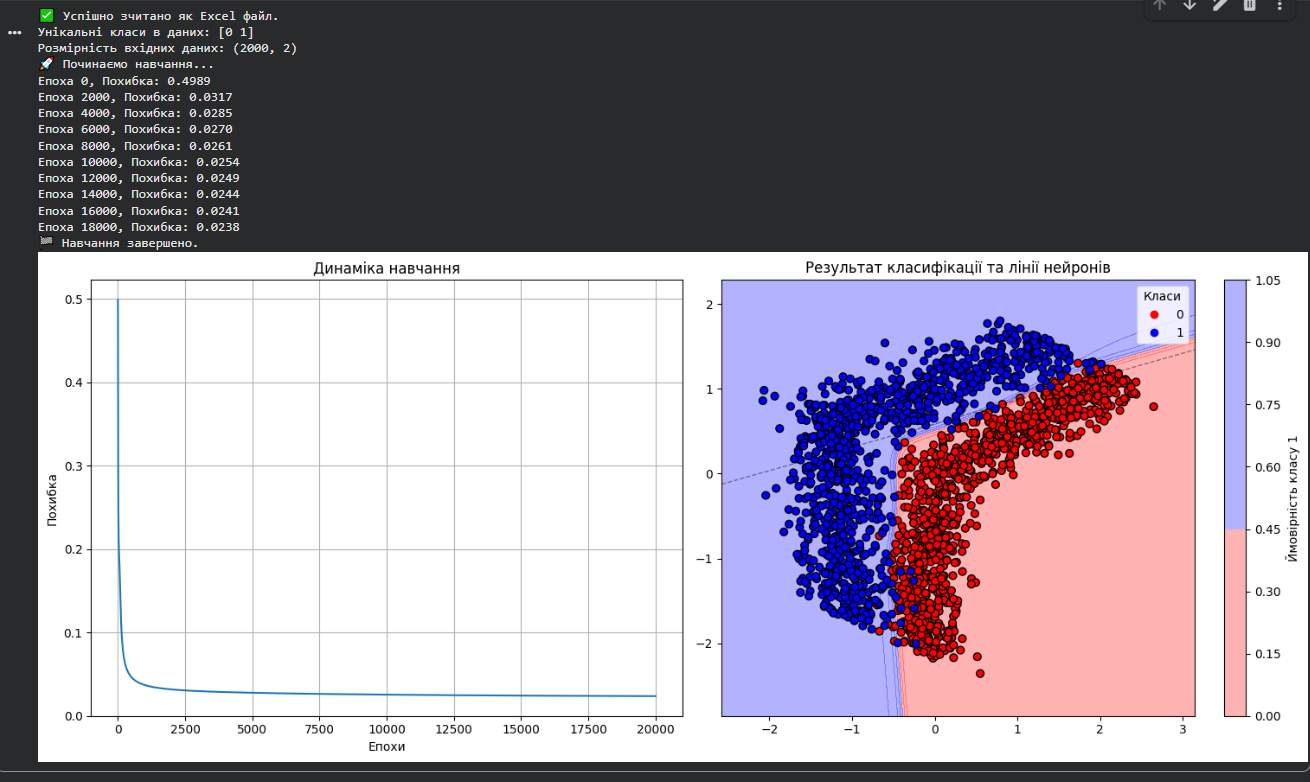 ✅ Успішно зчитано як Excel файл.
Унікальні класи в даних: [0 1]
Розмірність вхідних даних: (2000, 2)
🚀 Починаємо навчання...
Епоха 0, Похибка: 0.4989
Епоха 2000, Похибка: 0.0317
Епоха 4000, Похибка: 0.0285
Епоха 6000, Похибка: 0.0270
Епоха 8000, Похибка: 0.0261
Епоха 10000, Похибка: 0.0254
Епоха 12000, Похибка: 0.0249
Епоха 14000, Похибка: 0.0244
Епоха 16000, Похибка: 0.0241
Епоха 18000, Похибка: 0.0238
🏁 Навчання завершено.
Динаміка навчання
0.5
0.4
0.3
0.2
0.1
0.0
Похибка
0 2500 5000 7500 10000 12500 15000 17500 20000
Епохи
Результат класифікації та лінії нейронів
2
1
0
−1
−2
−2 −1 0 1 2 3
Класи
0
1
1.05
0.90
0.75
0.60
0.45
0.30
0.15
0.00
Ймовірність класу 1